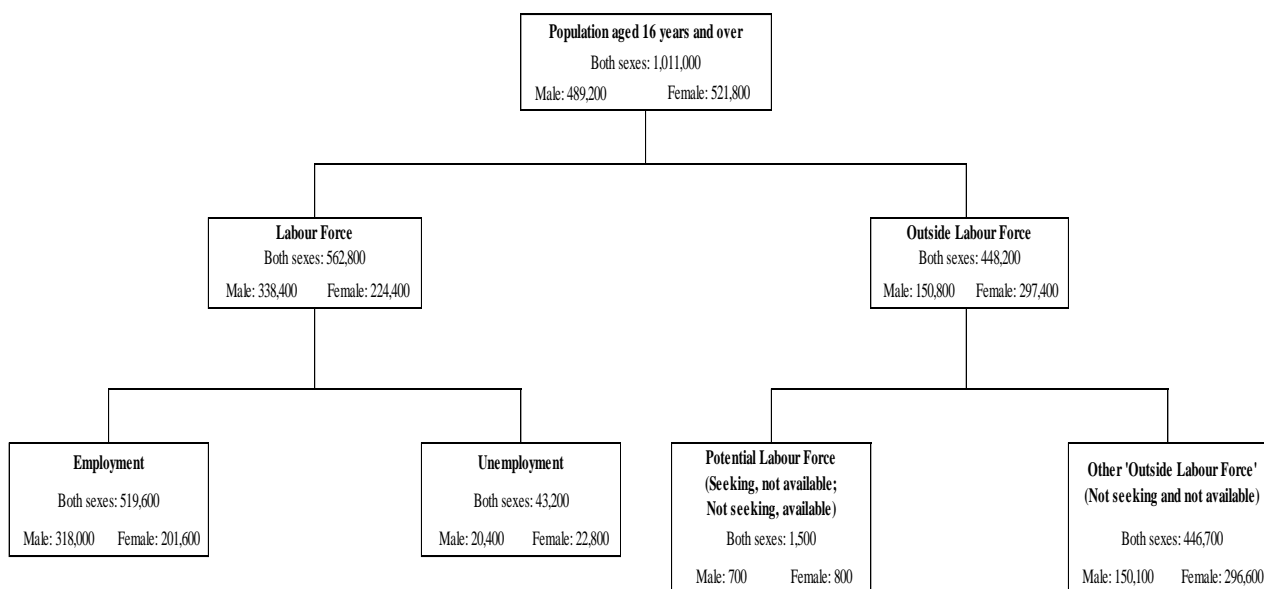 Population aged 16 years and over
Both sexes: 1,011,000
Male: 489,200 Female: 521,800
Labour Force
Both sexes: 562,800
Male: 338,400 Female: 224,400
Outside Labour Force
Both sexes: 448,200
Male: 150,800 Female: 297,400
Employment
Both sexes: 519,600
Male: 318,000 Female: 201,600
Unemployment
Both sexes: 43,200
Male: 20,400 Female: 22,800
Potential Labour Force
(Seeking, not available;
Not seeking, available)
Both sexes: 1,500
Male: 700 Female: 800
Other 'Outside Labour Force'
(Not seeking and not available)
Both sexes: 446,700
Male: 150,100 Female: 296,600